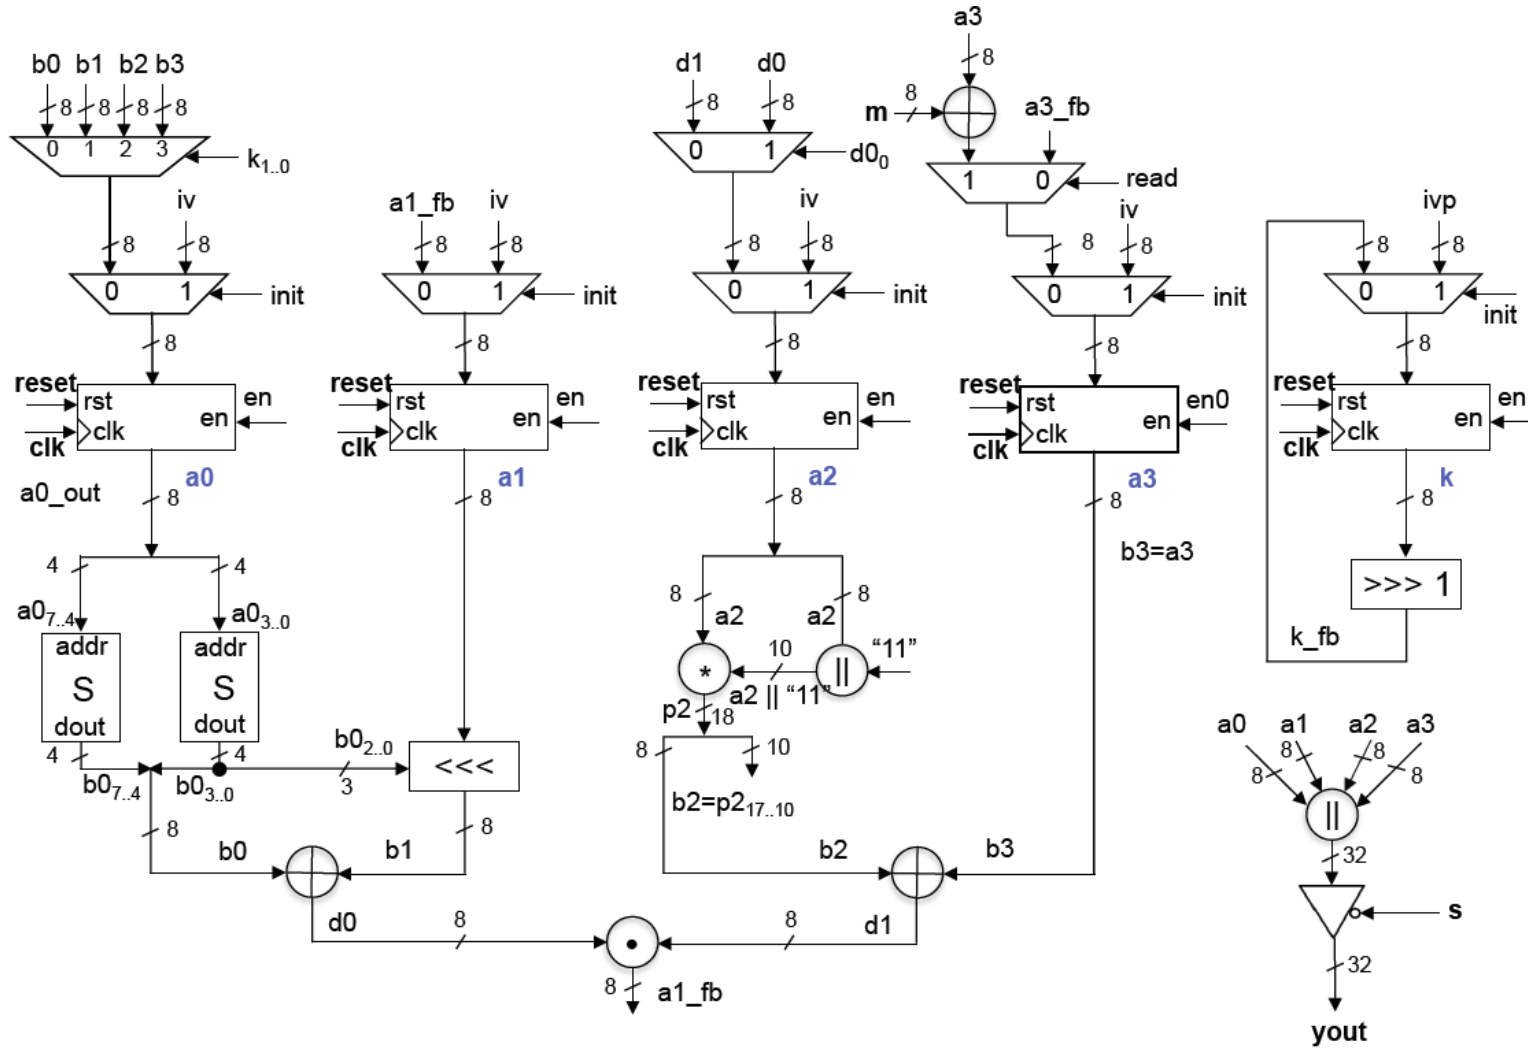 a3
b0 b1 b2 b3
d1 d0
8
8 8 8 8
8 8
m 8
a3_fb
0 1 2 3
k1..0
0 1
d00
1 0
read
iv
a1_fb iv
iv
iv
ivp
8 8
8 8
8 8
8 8
8 8
0 1
init
0 1
init
0 1
init
0 1
init
0 1
init
8
8
8
8
8
reset
rst
en
en
clk
clk
reset
rst
en
en
clk
clk
reset
rst
en
en
clk
clk
reset
rst
en0
en
clk
clk
reset
rst
en
en
clk
clk
a0_out
8
a0
8
a1
8
a2
8
a3
8
k
b3=a3
4 4
8 8
>>> 1
a07..4
a03..0
a2 a2
addr
S
dout
addr
S
dout
*
10
||
“11”
a2 || “11”
k_fb
p2
18
4 4
b07..4
b03..0
b02..0
3
<<<
8
10
b2=p217..10
a0 a1 a2 a3
8 8 8 8
||
8
8
b0 b1
b2 b3
32
s
d0 8
8 d1
32
8
a1_fb
yout